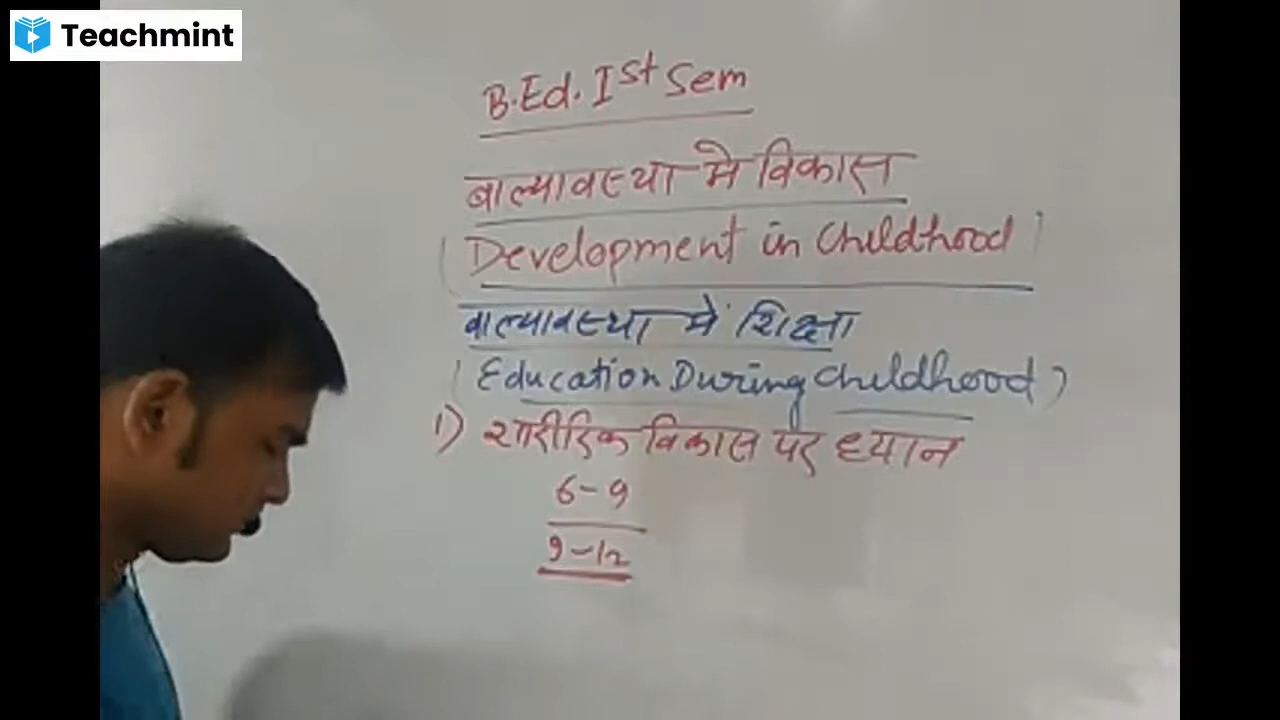 Teachmint
B.Ed. Ist Sem
बाल्यावस्था मे विकास
(Development in Childhood)
बाल्यावस्था में शिक्षा
(Education During Childhood)
1) शारीरिक विकास पर ध्यान
6-9
9-12